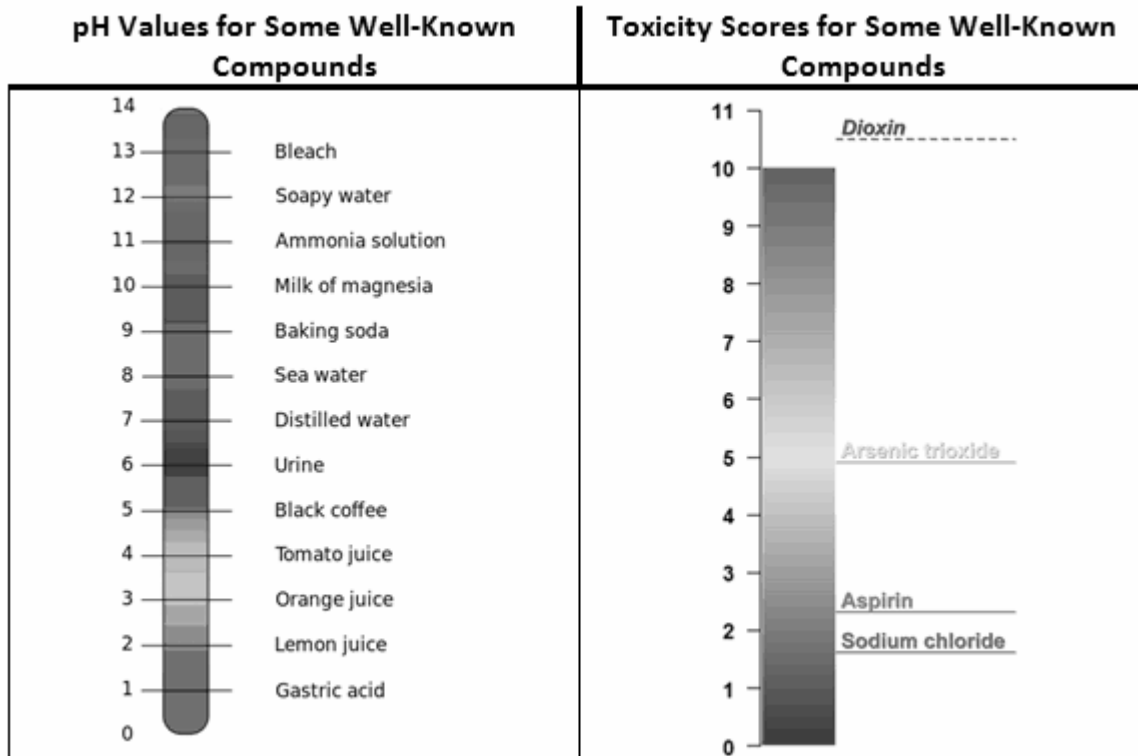 pH Values for Some Well-Known
Compounds
14
13 Bleach
12 Soapy water
11 Ammonia solution
10 Milk of magnesia
9 Baking soda
8 Sea water
7 Distilled water
6 Urine
5 Black coffee
4 Tomato juice
3 Orange juice
2 Lemon juice
1 Gastric acid
0
Toxicity Scores for Some Well-Known
Compounds
11
Dioxin
10
9
8
7
6
Arsenic trioxide
5
4
3
Aspirin
2
Sodium chloride
1
0